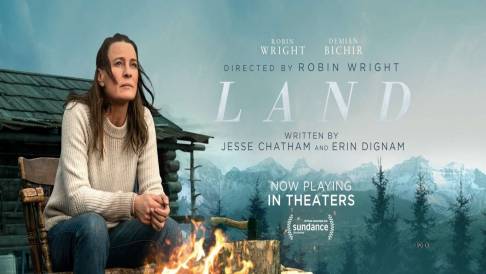 ROBIN WRIGHT
DEMIÁN BICHIR
DIRECTED BY ROBIN WRIGHT
LAND
WRITTEN BY
JESSE CHATHAM AND ERIN DIGNAM
NOW PLAYING
IN THEATERS
sundance